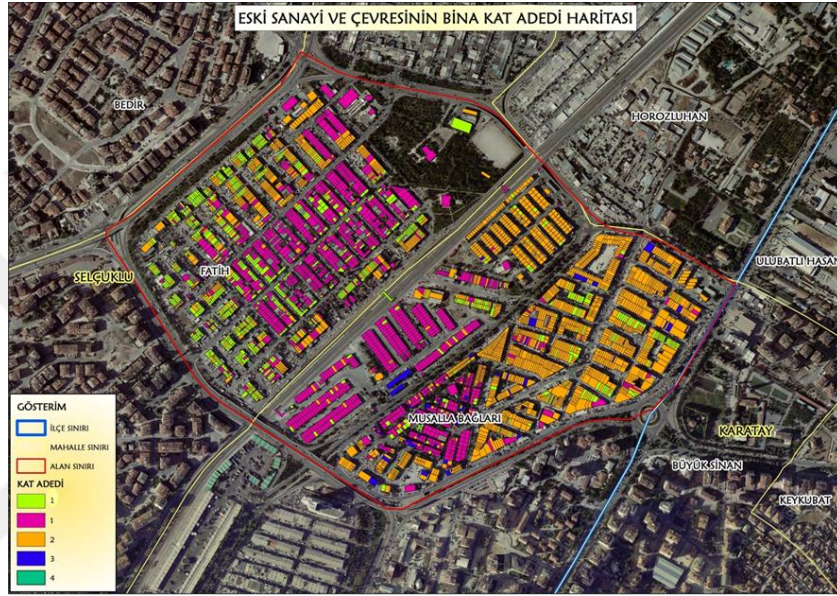 ESKİ SANAYİ VE ÇEVRESİNİN BİNA KAT ADEDİ HARİTASI
BEDİR
HOROZLUHAN
ULUBATLI HASAN
SELÇUKLU
FATİH
MUSALLA BAĞLARI
KARATAY
BÜYÜK SİNAN
KEYKUBAT
GÖSTERİM
İLÇE SINIRI
MAHALLE SINIRI
ALAN SINIRI
KAT ADEDİ
1
1
2
3
4